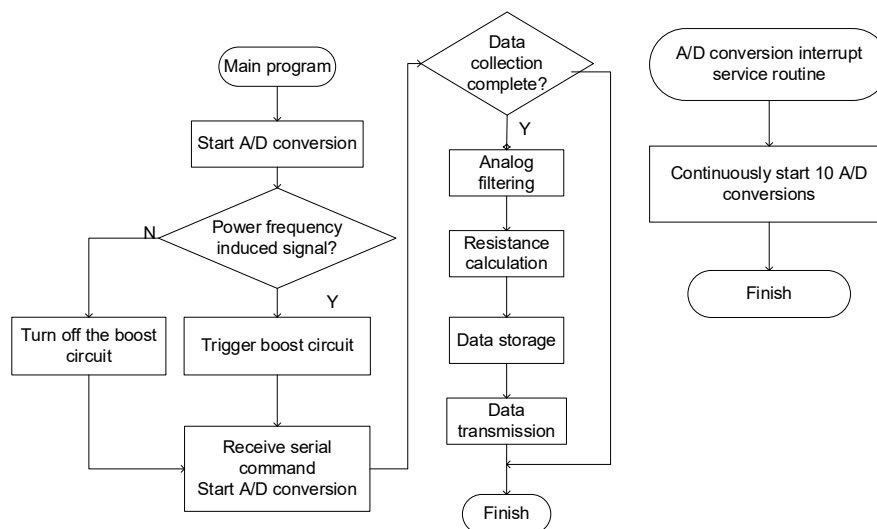 Main program
Start A/D conversion
Power frequency
induced signal?
N
Y
Turn off the boost
circuit
Trigger boost circuit
Receive serial
command
Start A/D conversion
Data
collection
complete?
Y
Analog
filtering
Resistance
calculation
Data storage
Data
transmission
Finish
A/D conversion interrupt
service routine
Continuously start 10 A/D
conversions
Finish